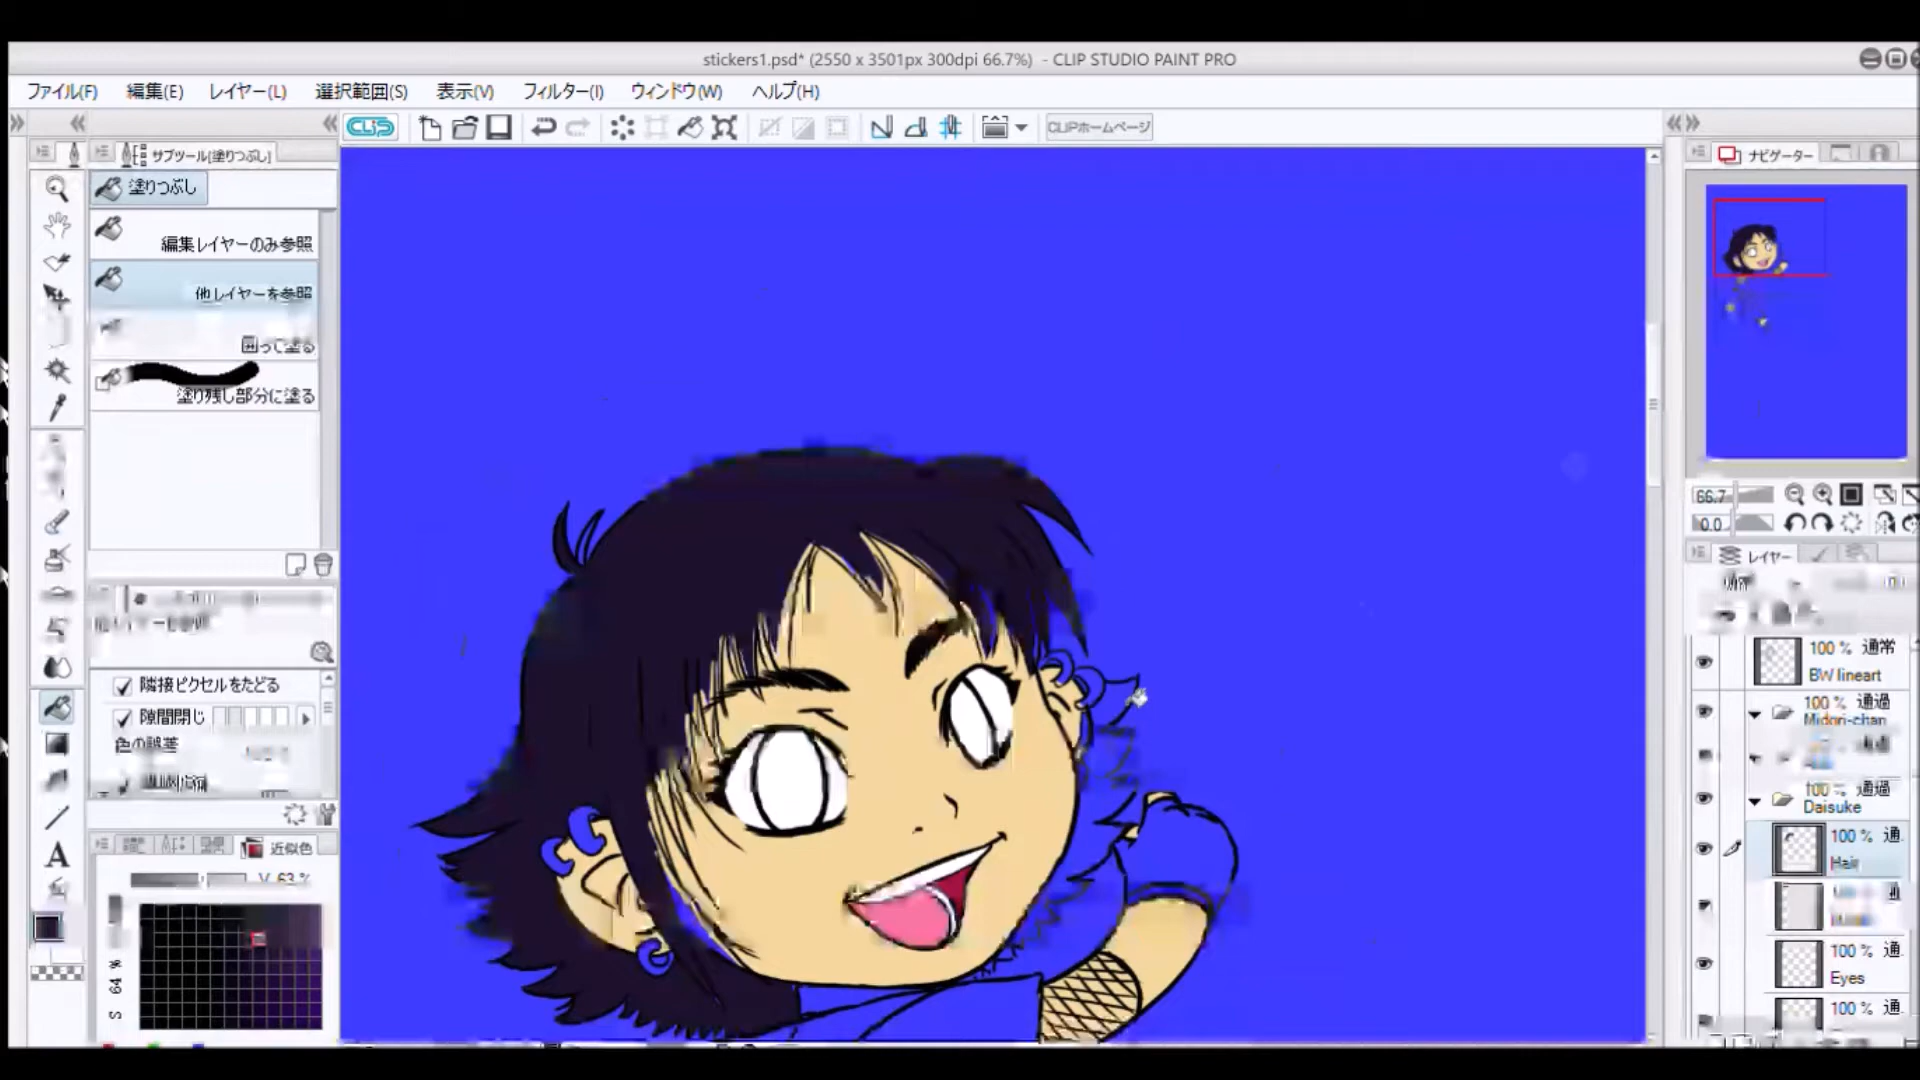 stickers1.psd* (2550 x 3501px 300dpi 66.7%) - CLIP STUDIO PAINT PRO
ファイル(F) 編集(E) レイヤー(L) 選択範囲(S) 表示(V) フィルター(I) ウィンドウ(W) ヘルプ(H)
CLiP CLIPホームページ
サブツール[塗りつぶし]
塗りつぶし
編集レイヤーのみ参照
他レイヤーを参照
囲って塗る
塗り残し部分に塗る
隣接ピクセルをたどる
隙間閉じ
色の誤差
近似色
V 63 %
S 64 %
A
ナビゲーター
66.7
0.0
レイヤー
100 % 通常
BW lineart
100 % 通過
Midori-chan
100 % 通過
Daisuke
100 % 通
Hair
100 % 通
Eyes
100 % 通